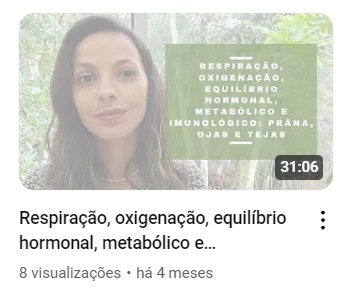 RESPIRAÇÃO,
OXIGENAÇÃO,
EQUILÍBRIO
HORMONAL,
METABÓLICO E
IMUNOLÓGICO: PRÂNA,
OJAS E TEJAS
31:06
Respiração, oxigenação, equilíbrio
hormonal, metabólico e...
8 visualizações • há 4 meses